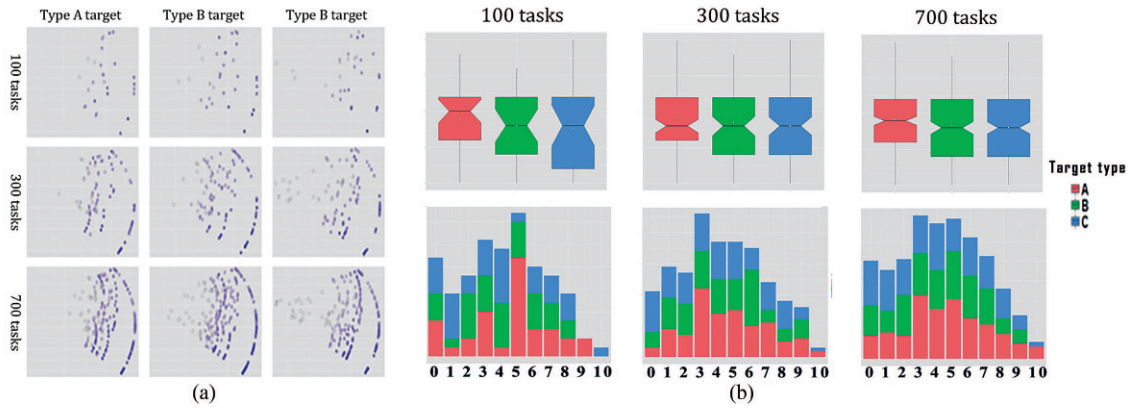 Type A target Type B target Type B target
100 tasks
300 tasks
700 tasks
(a)
100 tasks 300 tasks 700 tasks
Target type
A
B
C
0 1 2 3 4 5 6 7 8 9 10 0 1 2 3 4 5 6 7 8 9 10 0 1 2 3 4 5 6 7 8 9 10
(b)